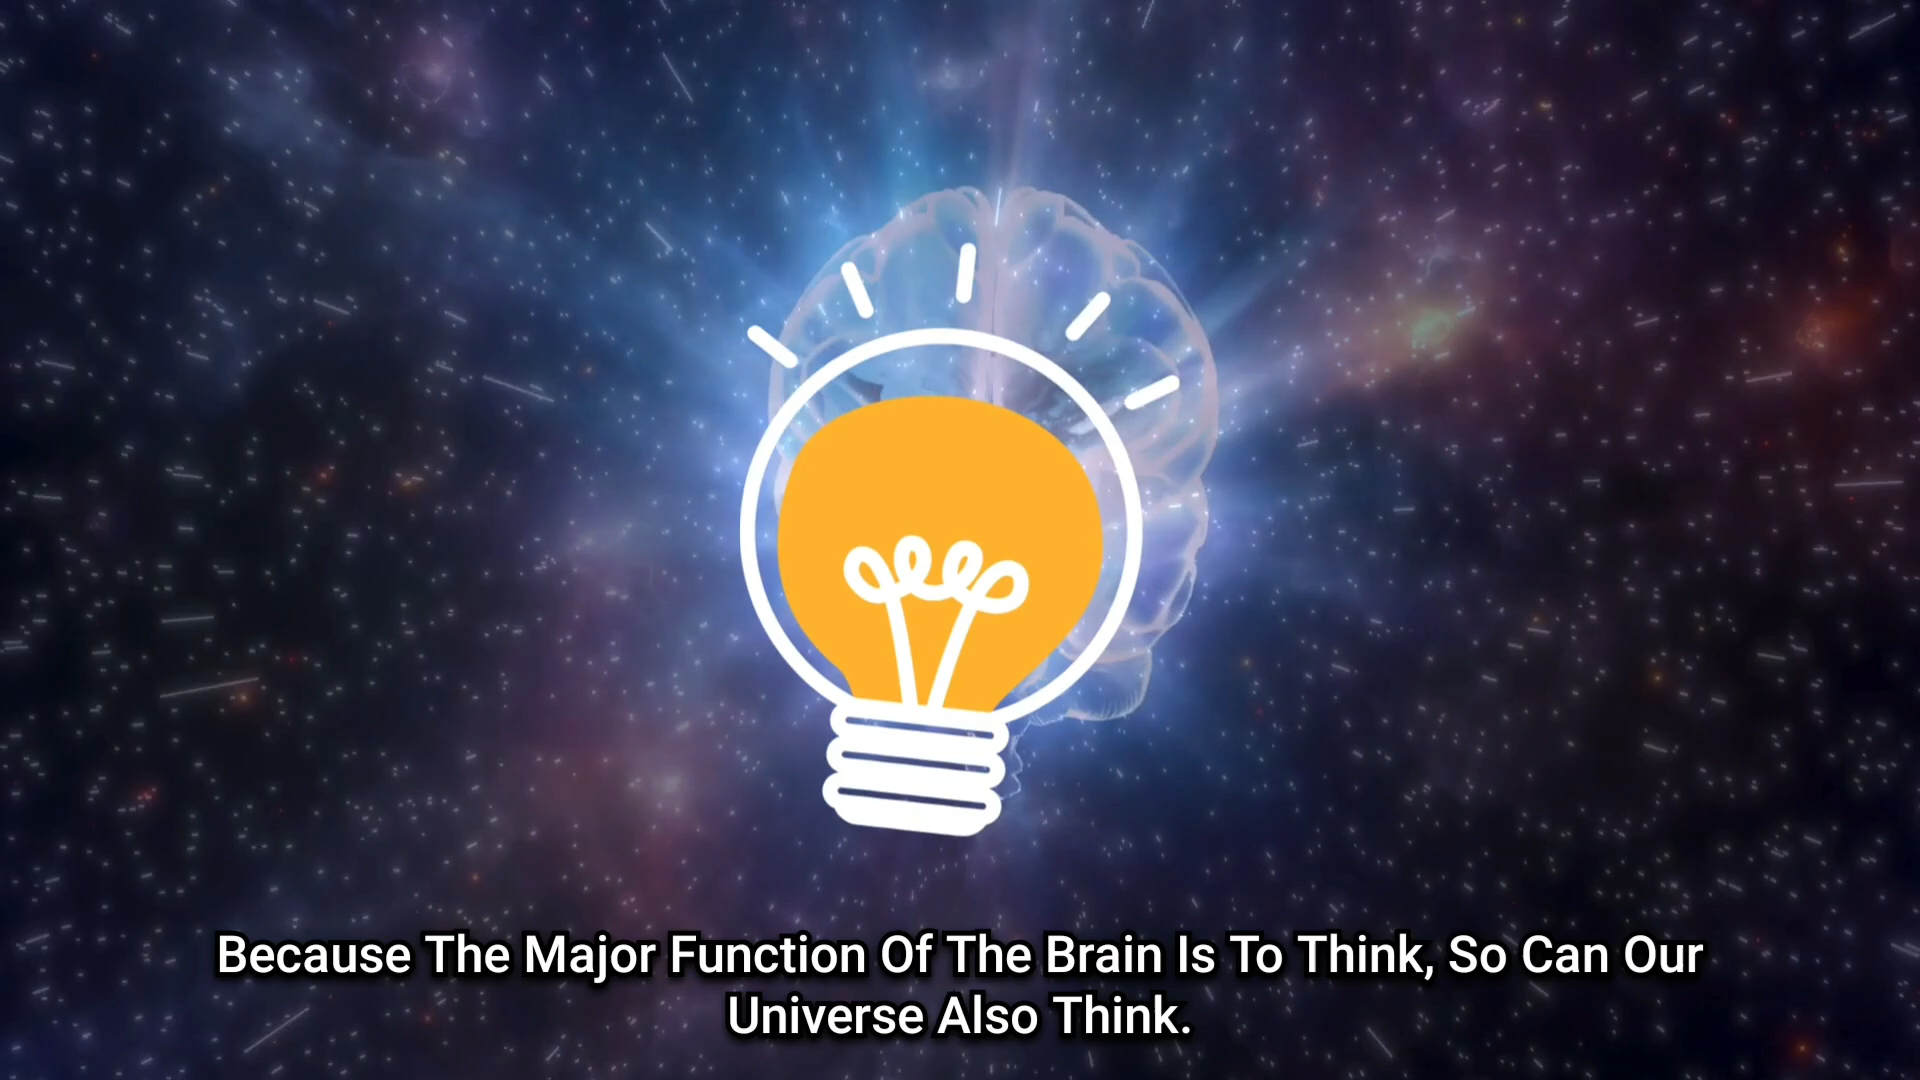 Because The Major Function Of The Brain Is To Think, So Can Our
Universe Also Think.